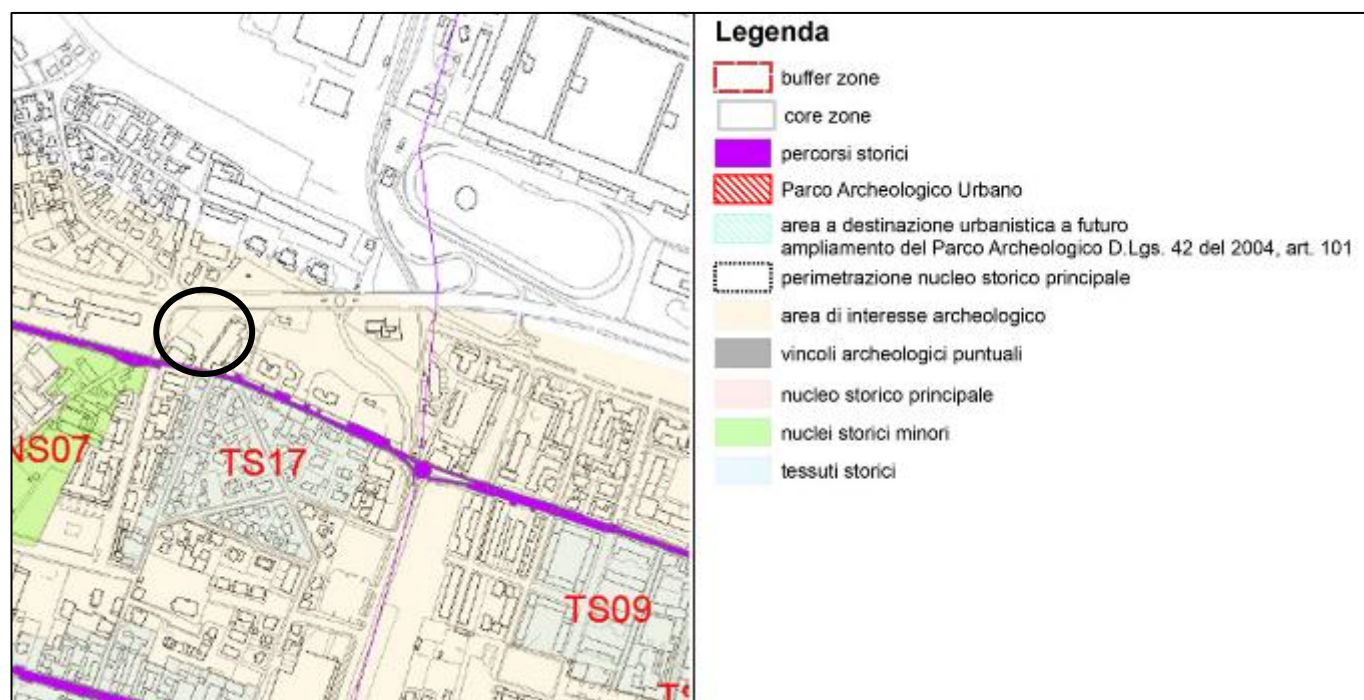 NS07
TS17
TS09
TS
Legenda
buffer zone
core zone
percorsi storici
Parco Archeologico Urbano
area a destinazione urbanistica a futuro
ampliamento del Parco Archeologico D.Lgs. 42 del 2004, art. 101
perimetrazione nucleo storico principale
area di interesse archeologico
vincoli archeologici puntuali
nucleo storico principale
nuclei storici minori
tessuti storici